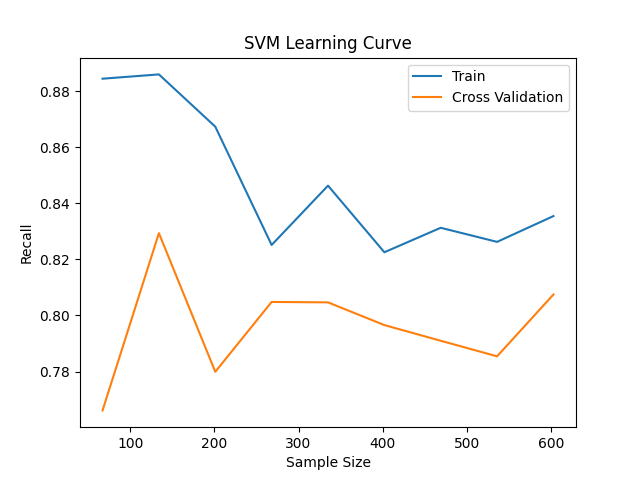 SVM Learning Curve
Train
Cross Validation
Recall
0.88
0.86
0.84
0.82
0.80
0.78
100 200 300 400 500 600
Sample Size